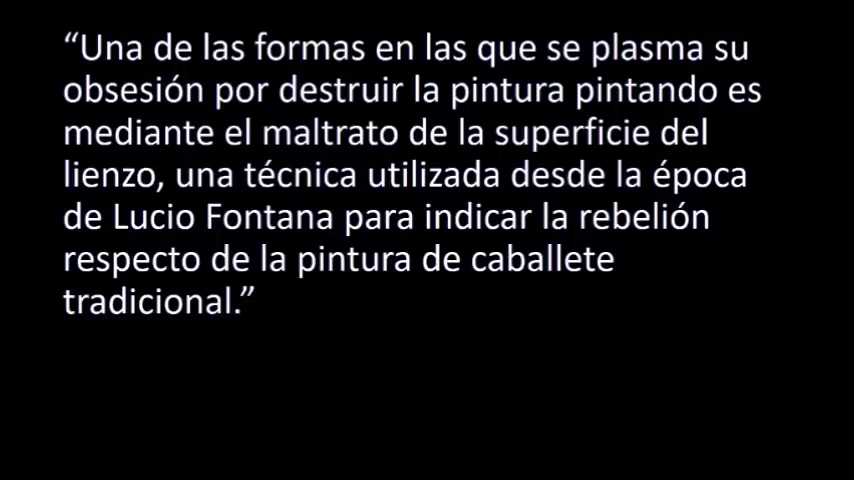 “Una de las formas en las que se plasma su
obsesión por destruir la pintura pintando es
mediante el maltrato de la superficie del
lienzo, una técnica utilizada desde la época
de Lucio Fontana para indicar la rebelión
respecto de la pintura de caballete
tradicional.”